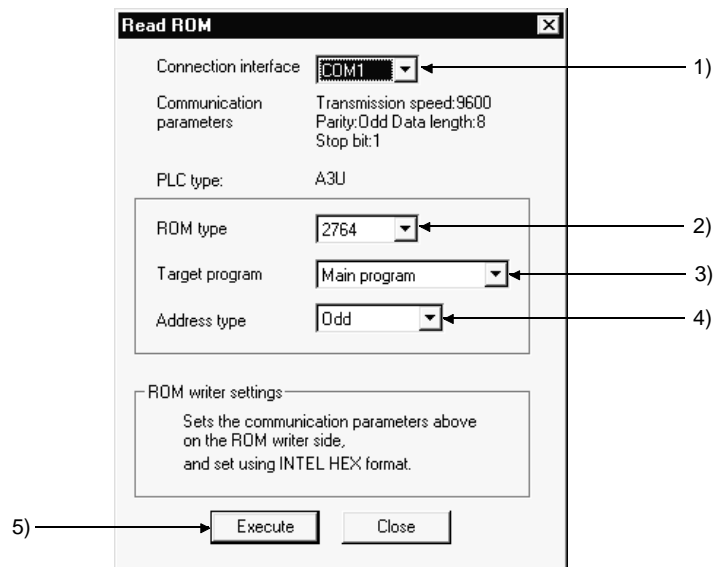 Read ROM
Connection interface COM1 1)
Communication parameters
Transmission speed:9600
Parity:Odd Data length:8
Stop bit:1
PLC type: A3U
ROM type 2764 2)
Target program Main program 3)
Address type Odd 4)
ROM writer settings
Sets the communication parameters above
on the ROM writer side,
and set using INTEL HEX format.
5) Execute Close